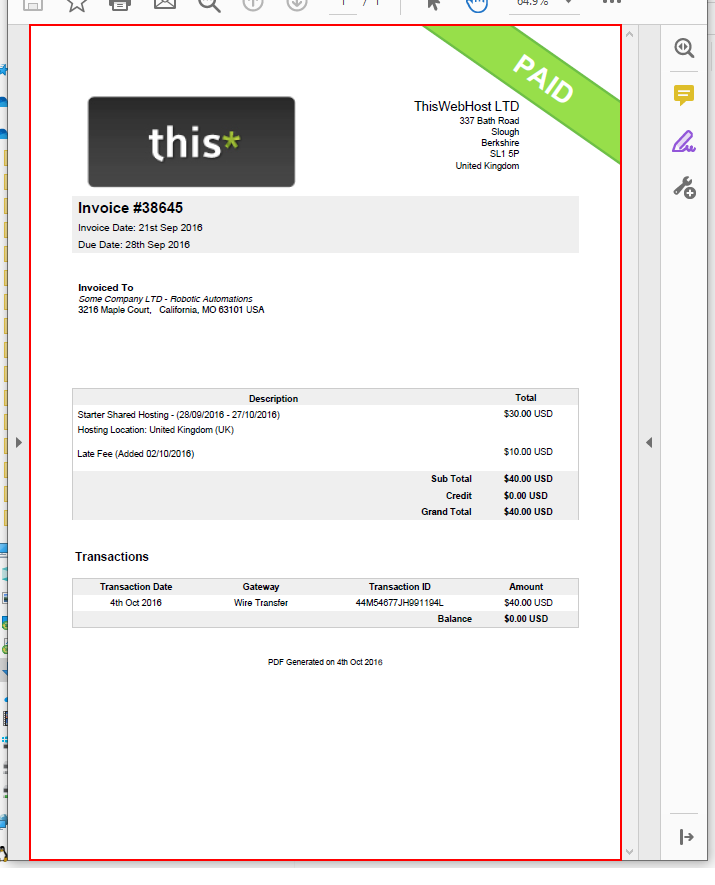 1 / 1
64.9%
PAID
this*
ThisWebHost LTD
337 Bath Road
Slough
Berkshire
SL1 5P
United Kingdom
Invoice #38645
Invoice Date: 21st Sep 2016
Due Date: 28th Sep 2016
Invoiced To
Some Company LTD - Robotic Automations
3216 Maple Court, California, MO 63101 USA
Description Total
Starter Shared Hosting - (28/09/2016 - 27/10/2016) $30.00 USD
Hosting Location: United Kingdom (UK)
Late Fee (Added 02/10/2016) $10.00 USD
Sub Total $40.00 USD
Credit $0.00 USD
Grand Total $40.00 USD
Transactions
Transaction Date Gateway Transaction ID Amount
4th Oct 2016 Wire Transfer 44M54677JH991194L $40.00 USD
Balance $0.00 USD
PDF Generated on 4th Oct 2016